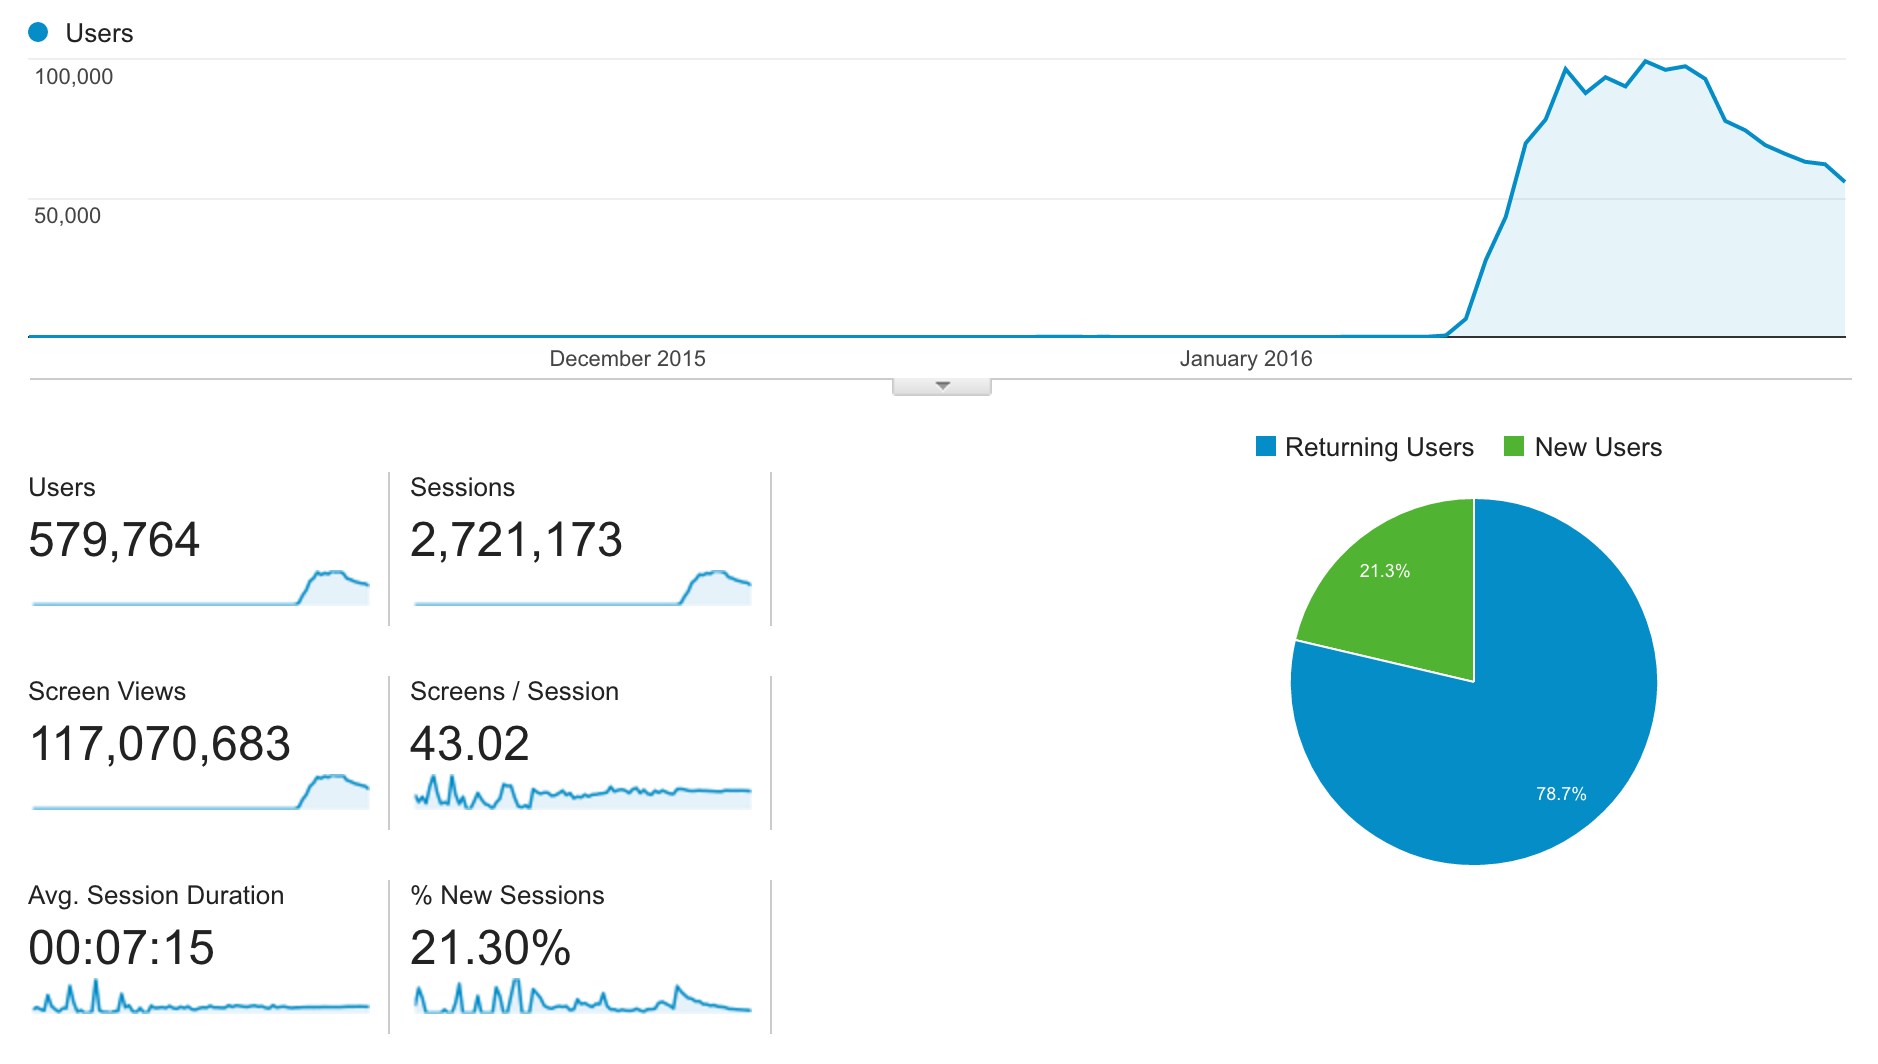 Users
100,000
50,000
December 2015 January 2016
Returning Users New Users
Users
579,764
Sessions
2,721,173
Screen Views
117,070,683
Screens / Session
43.02
Avg. Session Duration
00:07:15
% New Sessions
21.30%
21.3%
78.7%